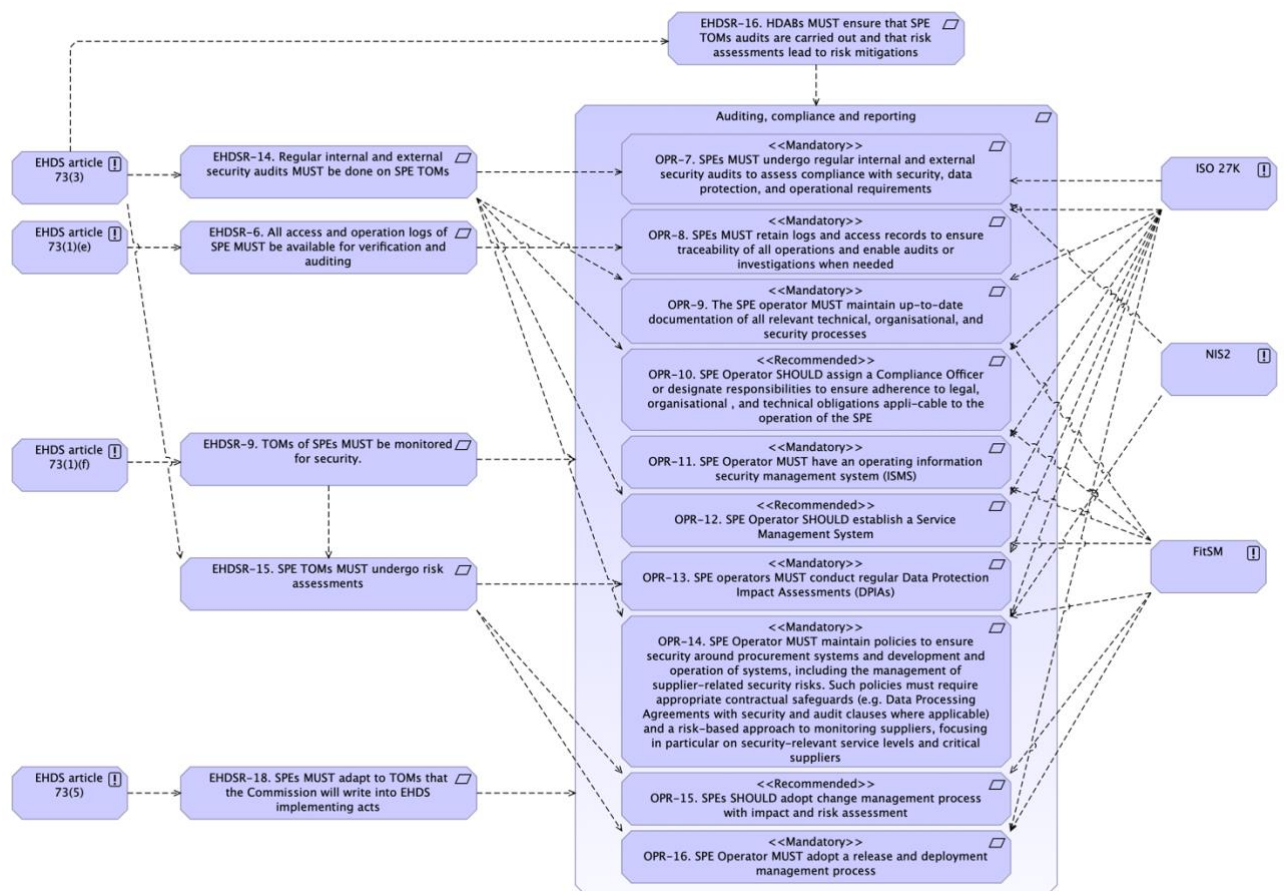 EHDSR-16. HDABs MUST ensure that SPE
TOMs audits are carried out and that risk
assessments lead to risk mitigations
Auditing, compliance and reporting
EHDS article
73(3)
EHDSR-14. Regular internal and external
security audits MUST be done on SPE TOMs
<<Mandatory>>
OPR-7. SPEs MUST undergo regular internal and external
security audits to assess compliance with security, data
protection, and operational requirements
ISO 27K
EHDS article
73(1)(e)
EHDSR-6. All access and operation logs of
SPE MUST be available for verification and
auditing
<<Mandatory>>
OPR-8. SPEs MUST retain logs and access records to ensure
traceability of all operations and enable audits or
investigations when needed
<<Mandatory>>
OPR-9. The SPE operator MUST maintain up-to-date
documentation of all relevant technical, organisational, and
security processes
<<Recommended>>
OPR-10. SPE Operator SHOULD assign a Compliance Officer
or designate responsibilities to ensure adherence to legal,
organisational , and technical obligations appli-cable to the
operation of the SPE
NIS2
EHDS article
73(1)(f)
EHDSR-9. TOMs of SPEs MUST be monitored
for security.
<<Mandatory>>
OPR-11. SPE Operator MUST have an operating information
security management system (ISMS)
<<Recommended>>
OPR-12. SPE Operator SHOULD establish a Service
Management System
FitSM
EHDSR-15. SPE TOMs MUST undergo risk
assessments
<<Mandatory>>
OPR-13. SPE operators MUST conduct regular Data Protection
Impact Assessments (DPIAs)
<<Mandatory>>
OPR-14. SPE Operator MUST maintain policies to ensure
security around procurement systems and development and
operation of systems, including the management of
supplier-related security risks. Such policies must require
appropriate contractual safeguards (e.g. Data Processing
Agreements with security and audit clauses where applicable)
and a risk-based approach to monitoring suppliers, focusing
in particular on security-relevant service levels and critical
suppliers
EHDS article
73(5)
EHDSR-18. SPEs MUST adapt to TOMs that
the Commission will write into EHDS
implementing acts
<<Recommended>>
OPR-15. SPEs SHOULD adopt change management process
with impact and risk assessment
<<Mandatory>>
OPR-16. SPE Operator MUST adopt a release and deployment
management process